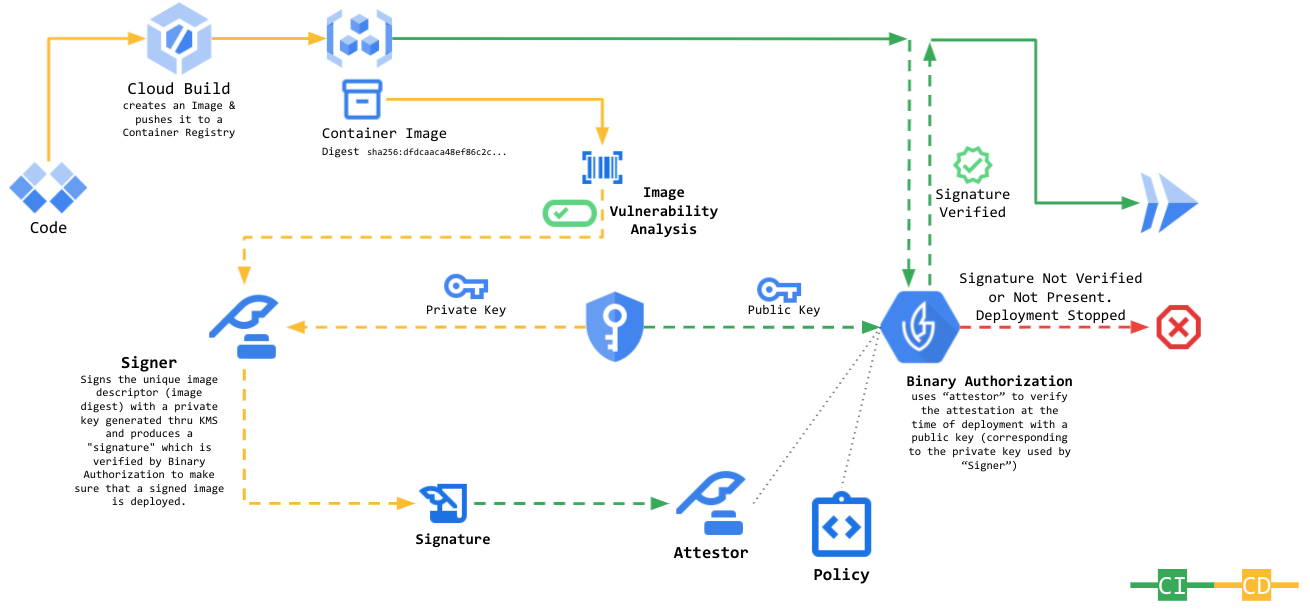 Cloud Build
creates an Image &
pushes it to a
Container Registry
Container Image
Digest sha256:dfdcaaca48ef86c2c...
Code
Image
Vulnerability
Analysis
Signature
Verified
Private Key
Public Key
Signature Not Verified
or Not Present.
Deployment Stopped
Signer
Signs the unique image
descriptor (image
digest) with a private
key generated thru KMS
and produces a
"signature" which is
verified by Binary
Authorization to make
sure that a signed image
is deployed.
Binary Authorization
uses “attestor” to verify
the attestation at the
time of deployment with a
public key (corresponding
to the private key used by
“Signer”)
Signature
Attestor
Policy
CI CD